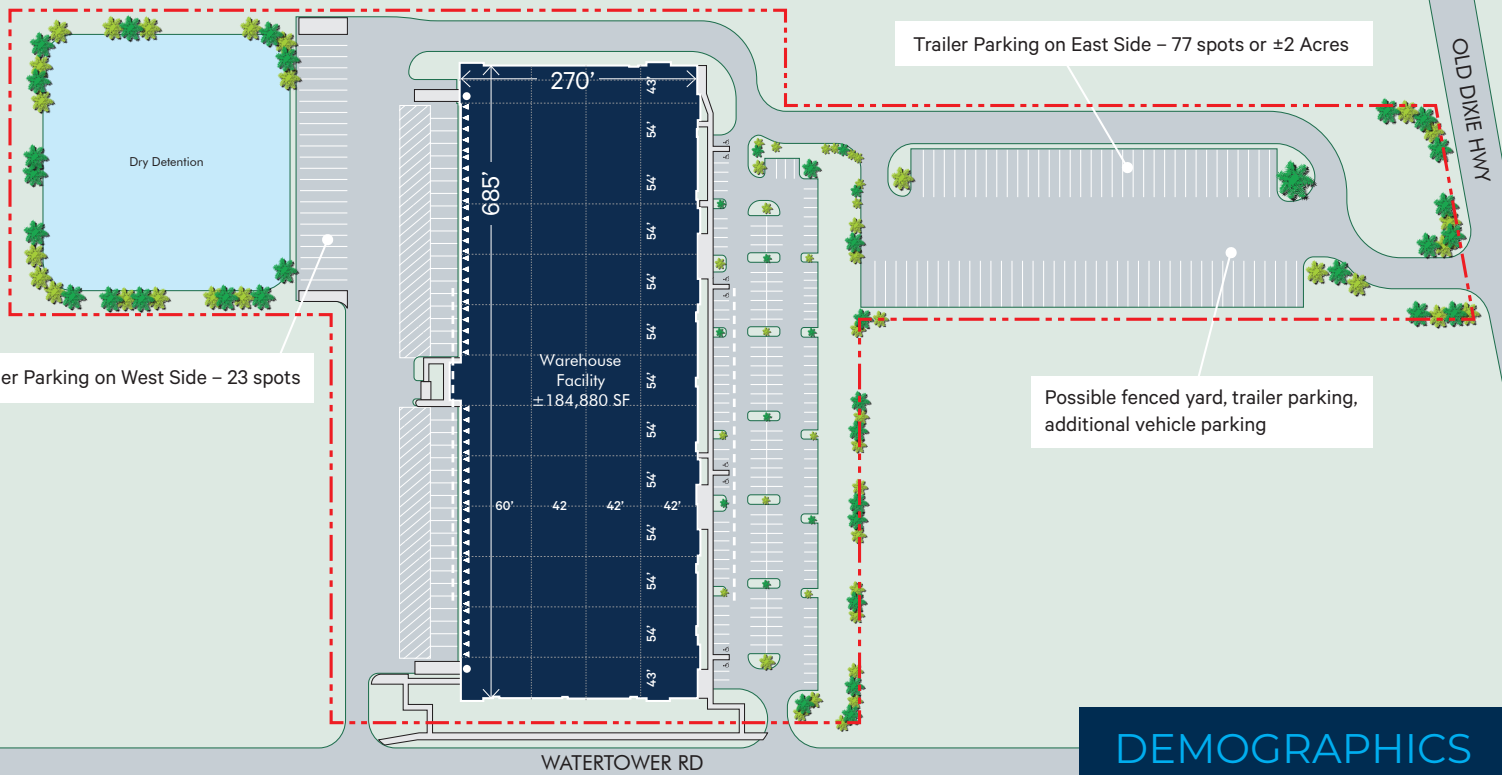 Trailer Parking on East Side – 77 spots or ±2 Acres
OLD DIXIE HWY
270'
685'
43'
54'
54'
54'
54'
54'
54'
54'
54'
54'
54'
54'
43'
Dry Detention
er Parking on West Side – 23 spots
Warehouse
Facility
±184,880 SF
Possible fenced yard, trailer parking,
additional vehicle parking
60' 42 42' 42'
WATERTOWER RD
DEMOGRAPHICS